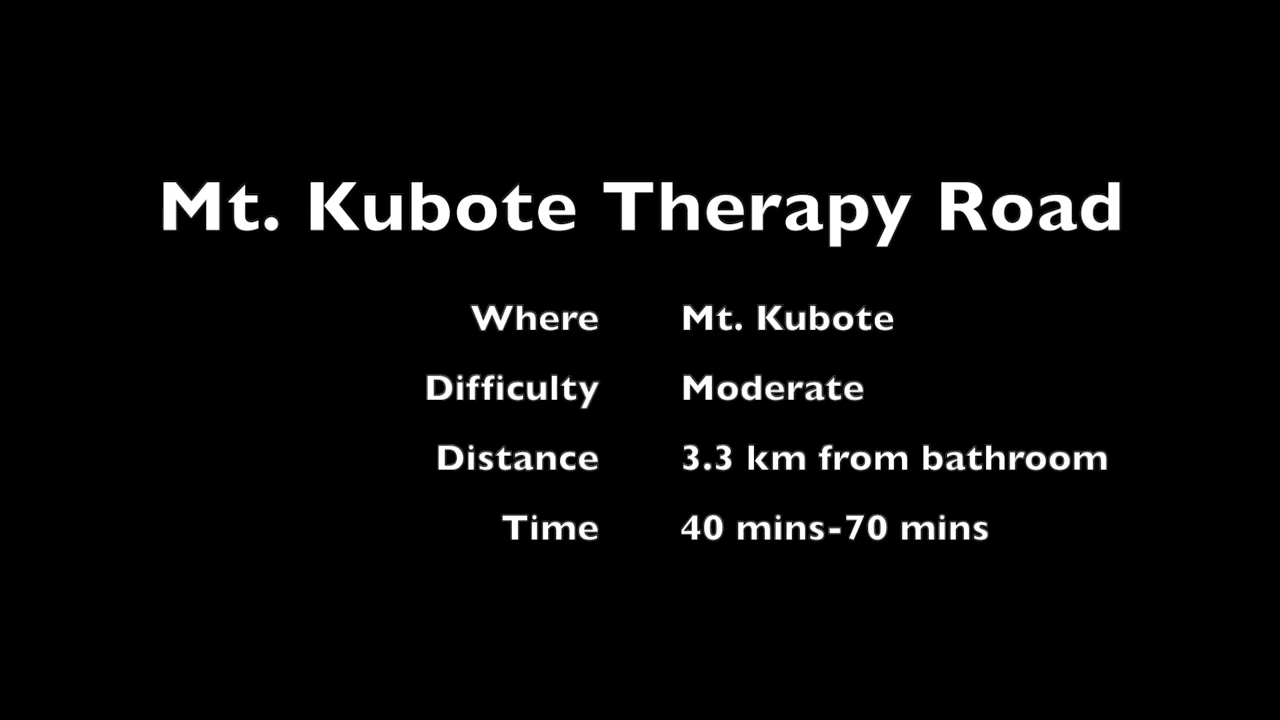 Mt. Kubote Therapy Road
Where Mt. Kubote
Difficulty Moderate
Distance 3.3 km from bathroom
Time 40 mins-70 mins